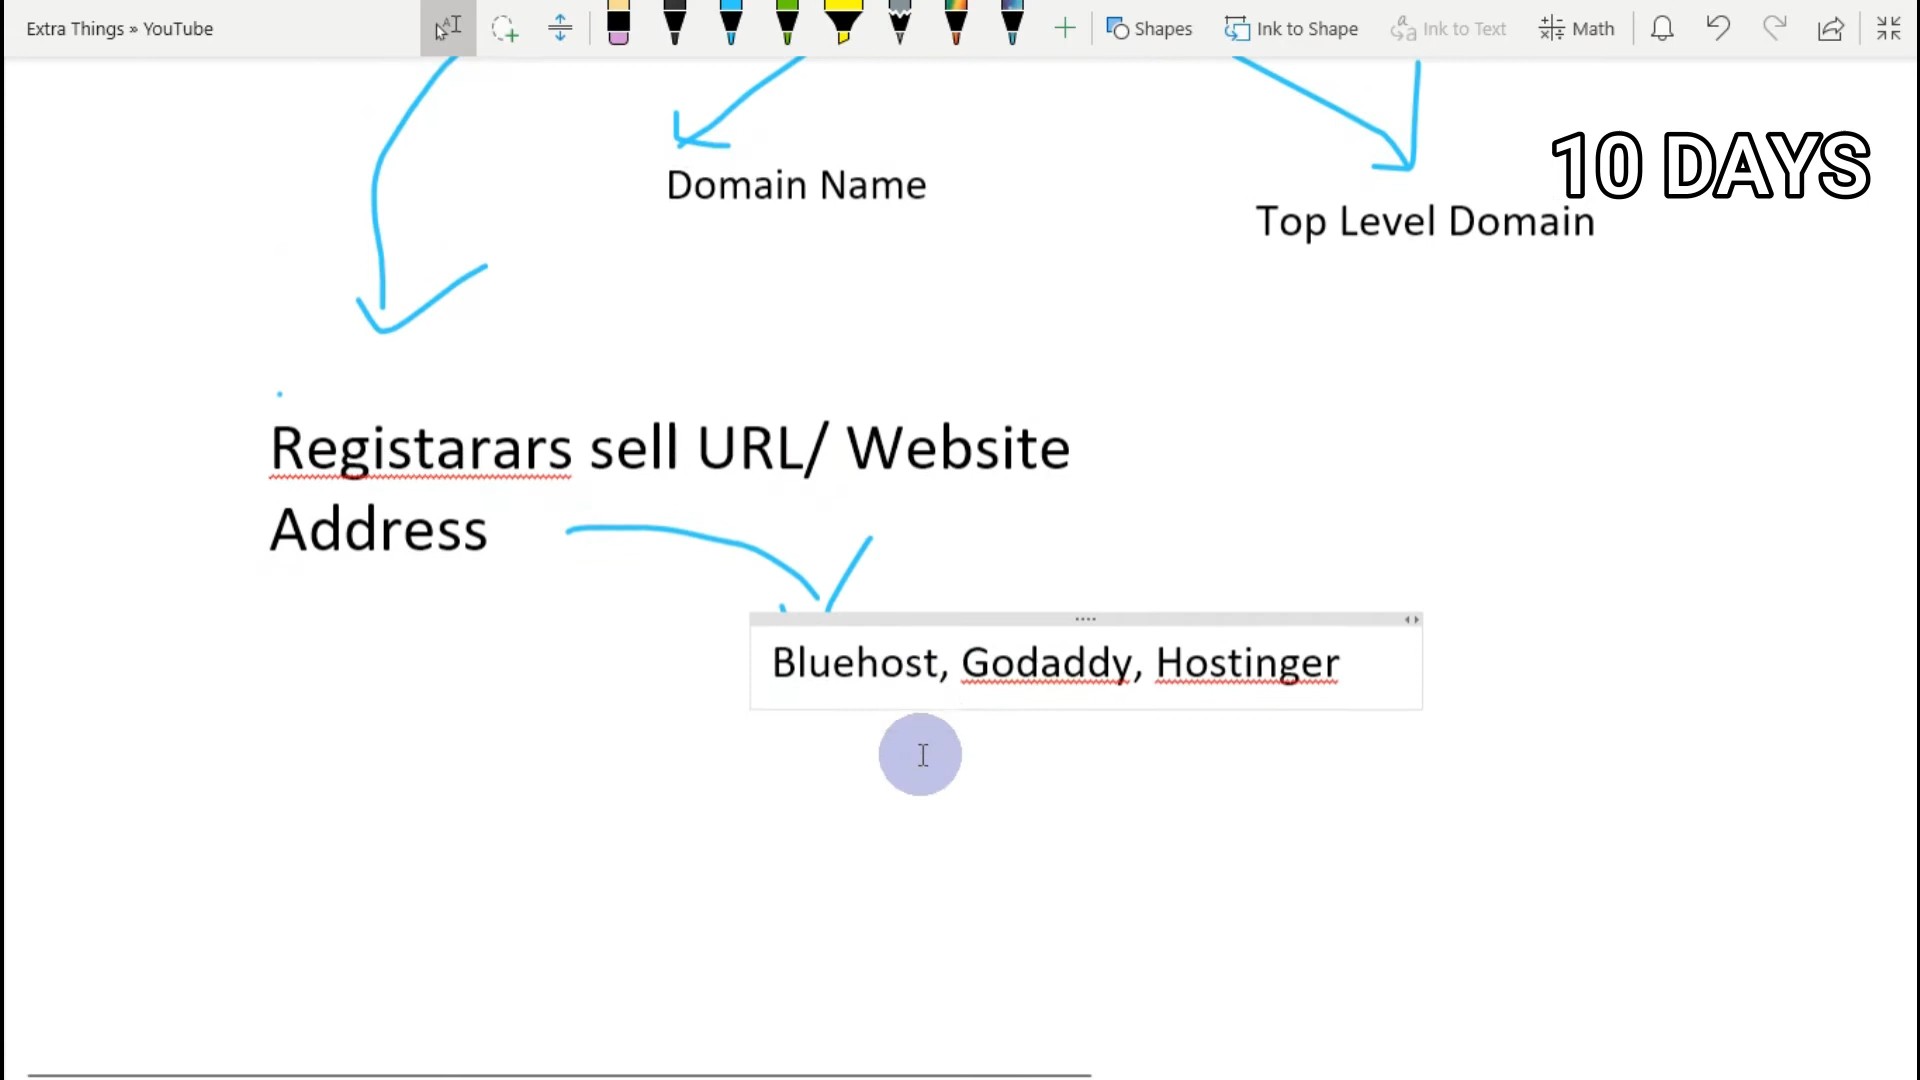 Extra Things » YouTube
Shapes
Ink to Shape
Ink to Text
Math
10 DAYS
Domain Name
Top Level Domain
Registarars sell URL/ Website
Address
Bluehost, Godaddy, Hostinger